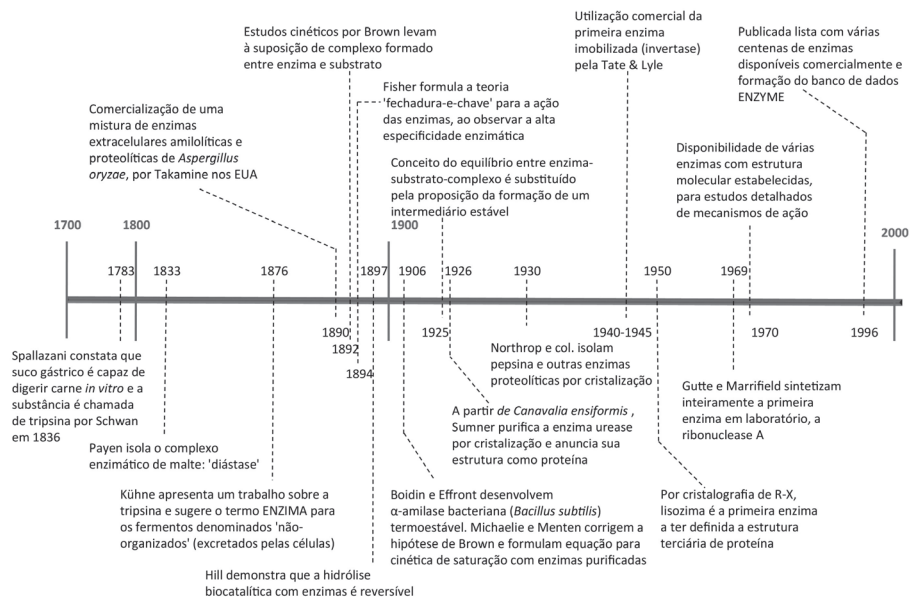 Estudos cinéticos por Brown levam
à suposição de complexo formado
entre enzima e substrato
Utilização comercial da
primeira enzima
imobilizada (invertase)
pela Tate & Lyle
Publicada lista com várias
centenas de enzimas
disponíveis comercialmente e
formação do banco de dados
ENZYME
Fisher formula a teoria
'fechadura-e-chave' para a ação
das enzimas, ao observar a alta
especificidade enzimática
Comercialização de uma
mistura de enzimas
extracelulares amilolíticas e
proteolíticas de Aspergillus
oryzae, por Takamine nos EUA
Conceito do equilíbrio entre enzima-
substrato-complexo é substituído
pela proposição da formação de um
intermediário estável
Disponibilidade de várias
enzimas com estrutura
molecular estabelecidas,
para estudos detalhados
de mecanismos de ação
1700
1800
1900
2000
1783
1833
1876
1897
1906
1926
1930
1950
1969
1890
1892
1894
1925
1940-1945
1970
1996
Spallazani constata que
suco gástrico é capaz de
digerir carne in vitro e a
substância é chamada
de tripsina por Schwan
em 1836
Payen isola o complexo
enzimático de malte: 'diástase'
Kühne apresenta um trabalho sobre a
tripsina e sugere o termo ENZIMA para
os fermentos denominados 'não-
organizados' (excretados pelas células)
Hill demonstra que a hidrólise
biocatalítica com enzimas é reversível
Northrop e col. isolam
pepsina e outras enzimas
proteolíticas por cristalização
A partir de Canavalia ensiformis ,
Sumner purifica a enzima urease
por cristalização e anuncia sua
estrutura como proteína
Boidin e Effront desenvolvem
α-amilase bacteriana (Bacillus subtilis)
termoestável. Michaelie e Menten corrigem a
hipótese de Brown e formulam equação para
cinética de saturação com enzimas purificadas
Gutte e Marrifield sintetizam
inteiramente a primeira
enzima em laboratório, a
ribonuclease A
Por cristalografia de R-X,
lisozima é a primeira enzima
a ter definida a estrutura
terciária de proteína